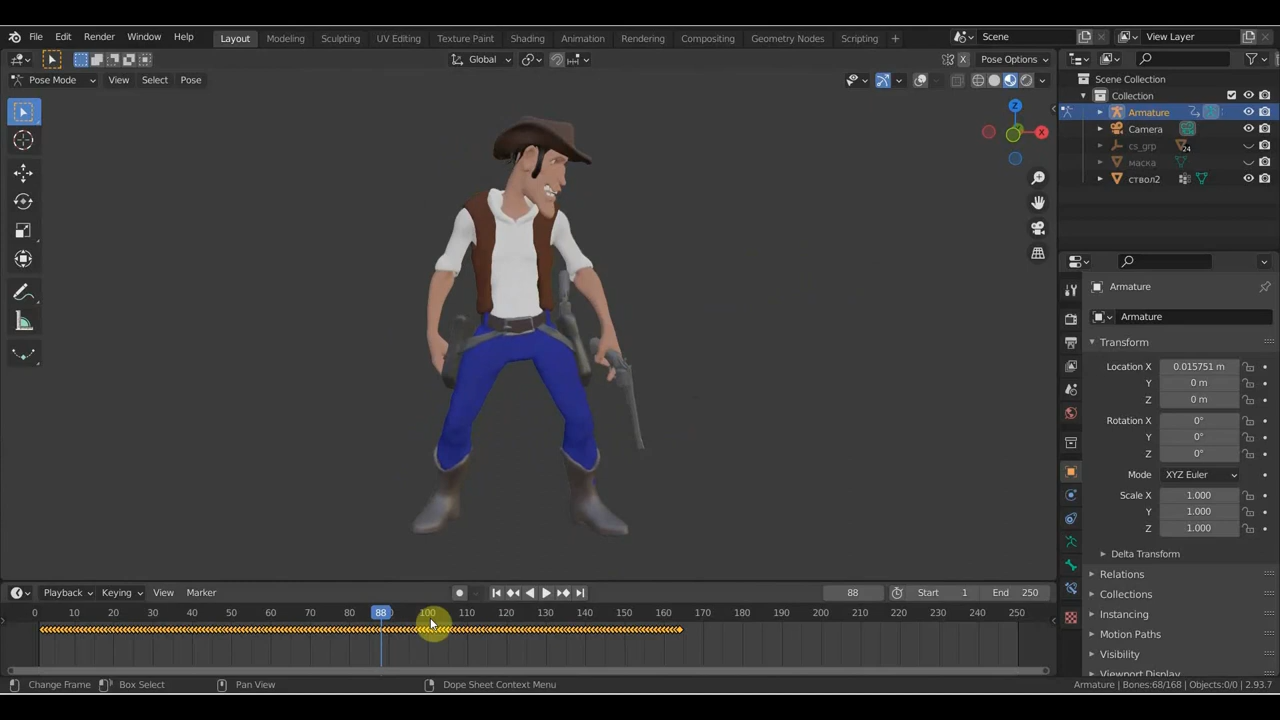 File Edit Render Window Help Layout Modeling Sculpting UV Editing Texture Paint Shading Animation Rendering Compositing Geometry Nodes Scripting + Scene View Layer
Global Pose Options
Pose Mode View Select Pose
X
Z
Scene Collection
Collection
Armature
Camera
cs_grp 24
маска
ствол2
Armature
Armature
Transform
Location X 0.015751 m
Y 0 m
Z 0 m
Rotation X 0°
Y 0°
Z 0°
Mode XYZ Euler
Scale X 1.000
Y 1.000
Z 1.000
Delta Transform
Relations
Collections
Instancing
Motion Paths
Visibility
Viewport Display
Playback Keying View Marker 88 Start 1 End 250
0 10 20 30 40 50 60 70 80 88 100 110 120 130 140 150 160 170 180 190 200 210 220 230 240 250
Change Frame Box Select Pan View Dope Sheet Context Menu Armature | Bones:68/168 | Objects:0/0 | 2.93.7